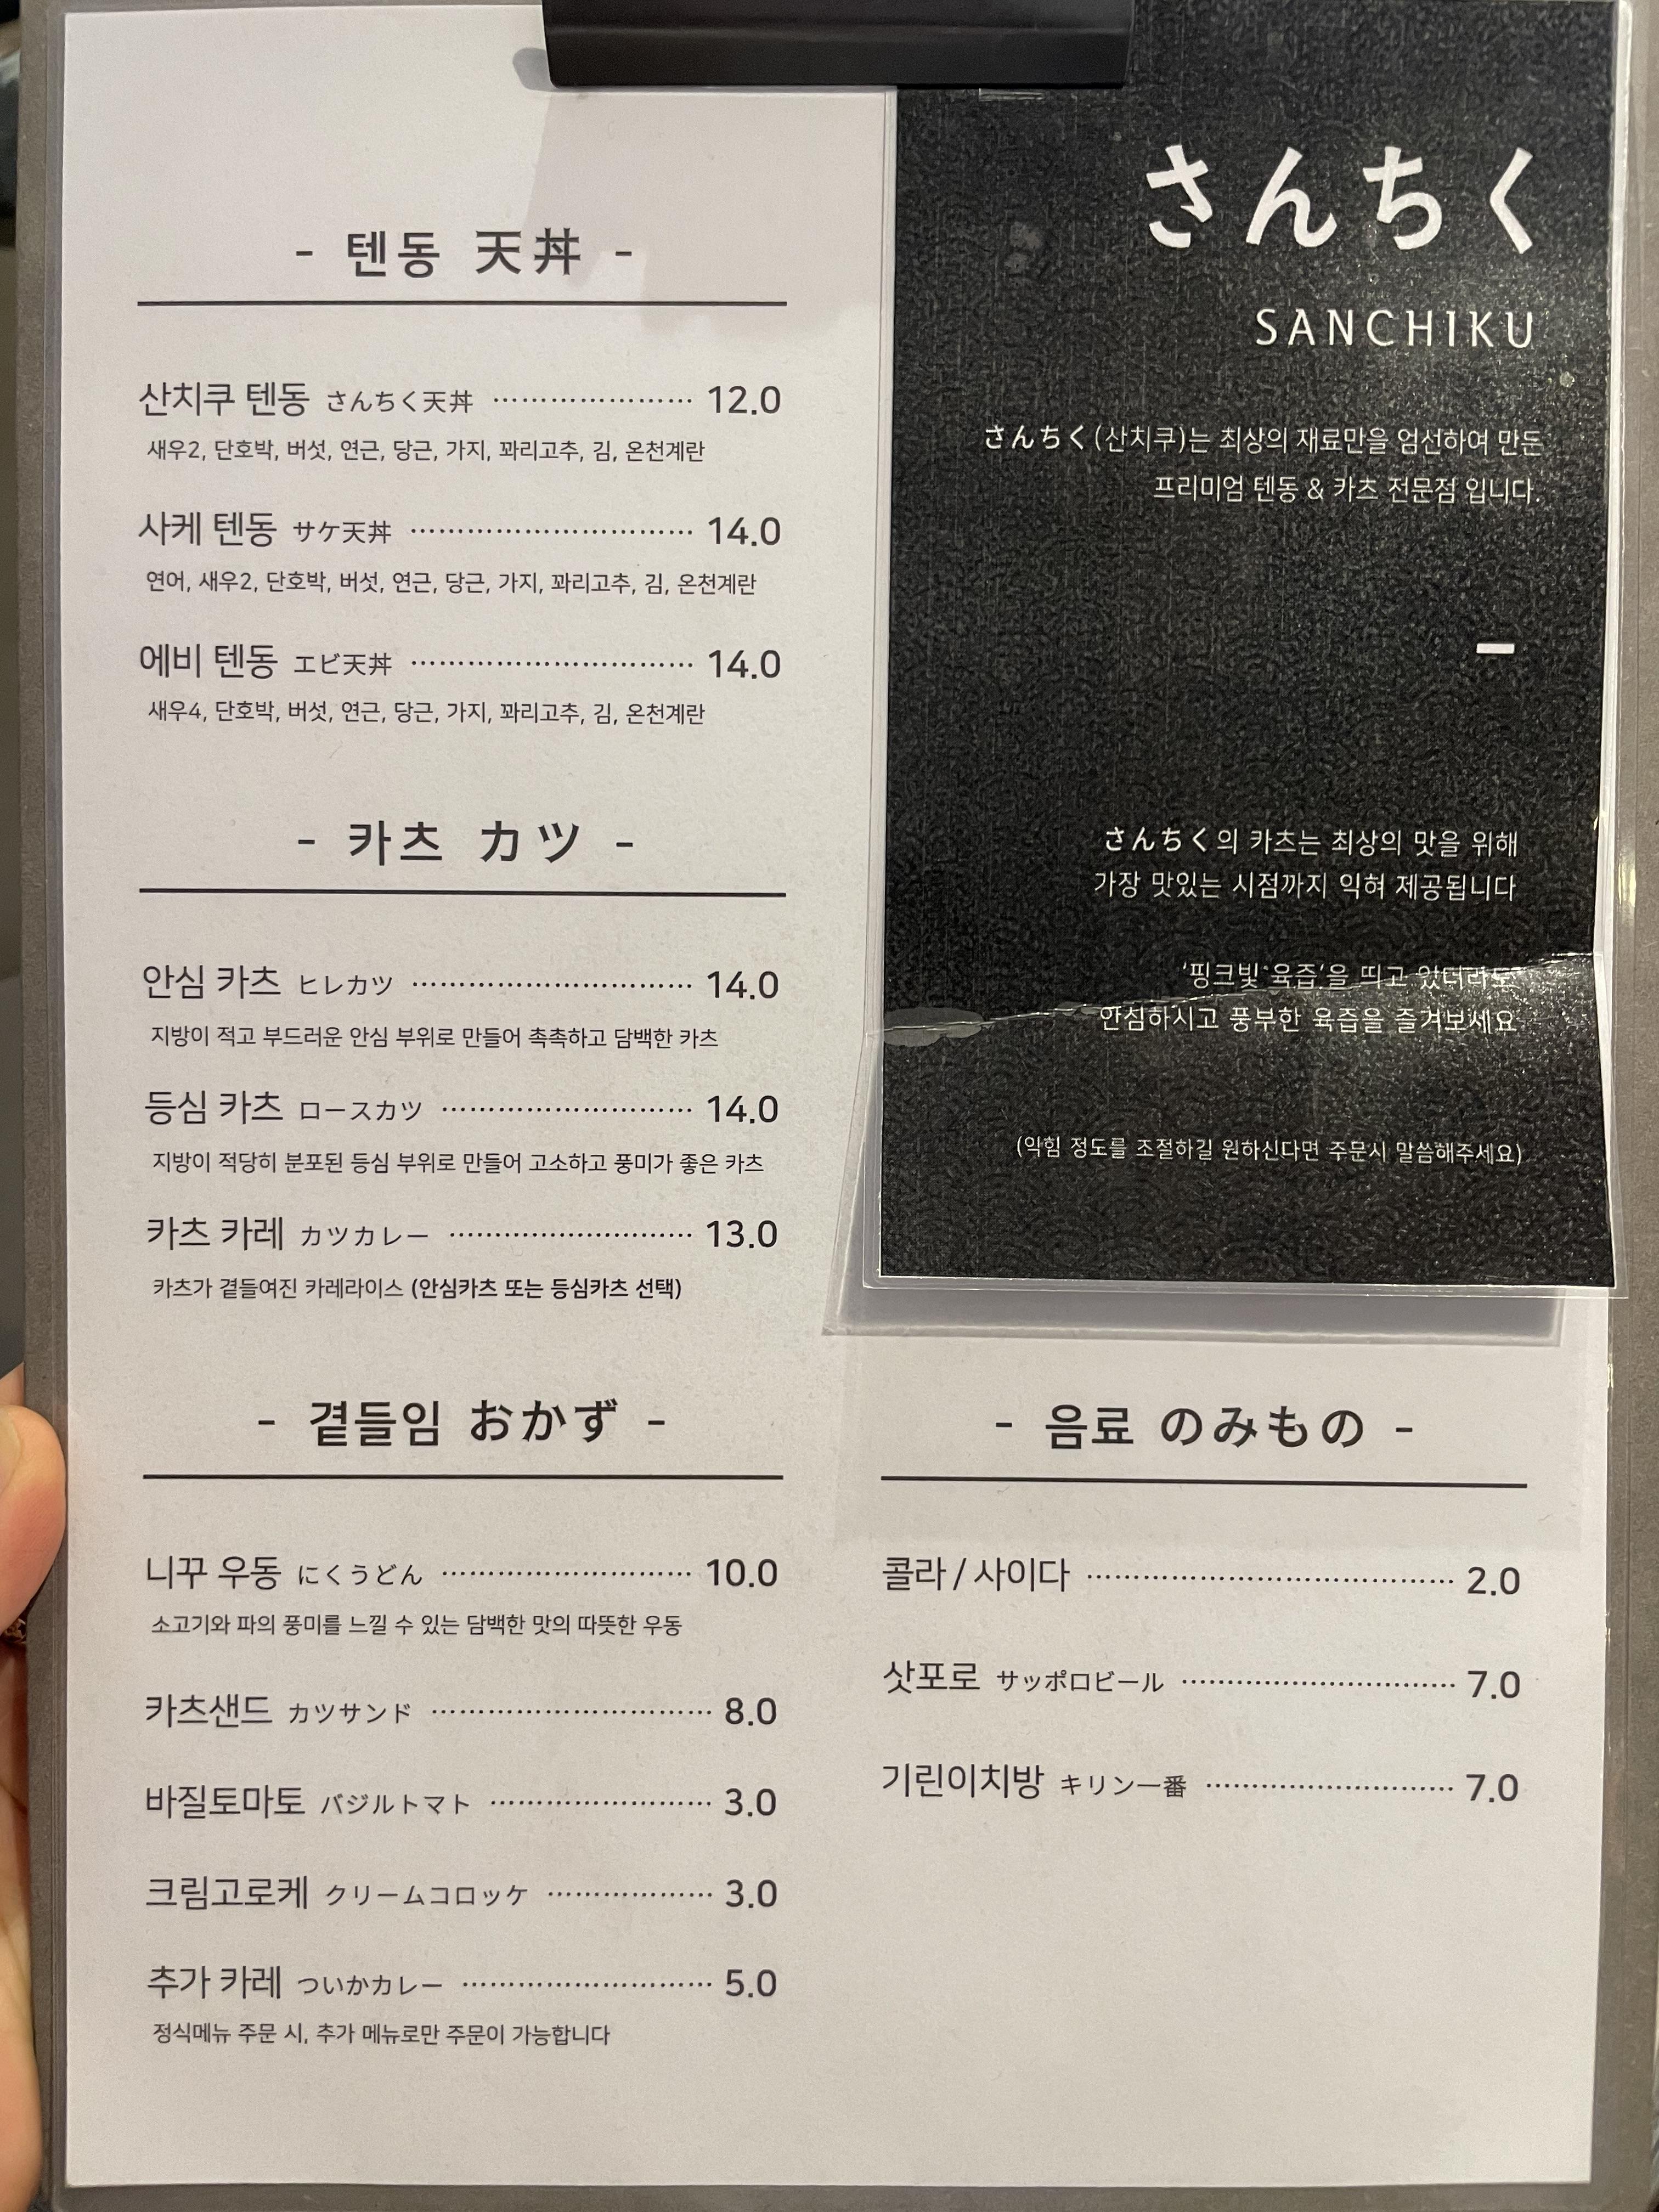 - 텐동 天丼 -
산치쿠 텐동 さんちく天丼 ………………… 12.0
새우2, 단호박, 버섯, 연근, 당근, 가지, 꽈리고추, 김, 온천계란
사케 텐동 サケ天丼 ………………………… 14.0
연어, 새우2, 단호박, 버섯, 연근, 당근, 가지, 꽈리고추, 김, 온천계란
에비 텐동 エビ天丼 ………………………… 14.0
새우4, 단호박, 버섯, 연근, 당근, 가지, 꽈리고추, 김, 온천계란
- 카츠 カツ -
안심 카츠 ヒレカツ ………………………… 14.0
지방이 적고 부드러운 안심 부위로 만들어 촉촉하고 담백한 카츠
등심 카츠 ロースカツ ……………………… 14.0
지방이 적당히 분포된 등심 부위로 만들어 고소하고 풍미가 좋은 카츠
카츠 카레 カツカレー ……………………… 13.0
카츠가 곁들여진 카레라이스 (안심카츠 또는 등심카츠 선택)
- 곁들임 おかず -
니꾸 우동 にくうどん ……………………… 10.0
소고기와 파의 풍미를 느낄 수 있는 담백한 맛의 따뜻한 우동
카츠샌드 カツサンド ………………………… 8.0
바질토마토 バジルトマト …………………… 3.0
크림고로케 クリームコロッケ ……………… 3.0
추가 카레 ついかカレー ……………………… 5.0
정식메뉴 주문 시, 추가 메뉴로만 주문이 가능합니다
さんちく
SANCHIKU
さんちく(산치쿠)는 최상의 재료만을 엄선하여 만든
프리미엄 텐동 & 카츠 전문점 입니다.
さんちく의 카츠는 최상의 맛을 위해
가장 맛있는 시점까지 익혀 제공됩니다
'핑크빛 육즙'을 띄고 있더라도
안심하시고 풍부한 육즙을 즐겨보세요
(익힘 정도를 조절하길 원하신다면 주문시 말씀해주세요)
- 음료 のみもの -
콜라 / 사이다 ………………………………… 2.0
삿포로 サッポロビール ……………………… 7.0
기린이치방 キリン一番 ……………………… 7.0